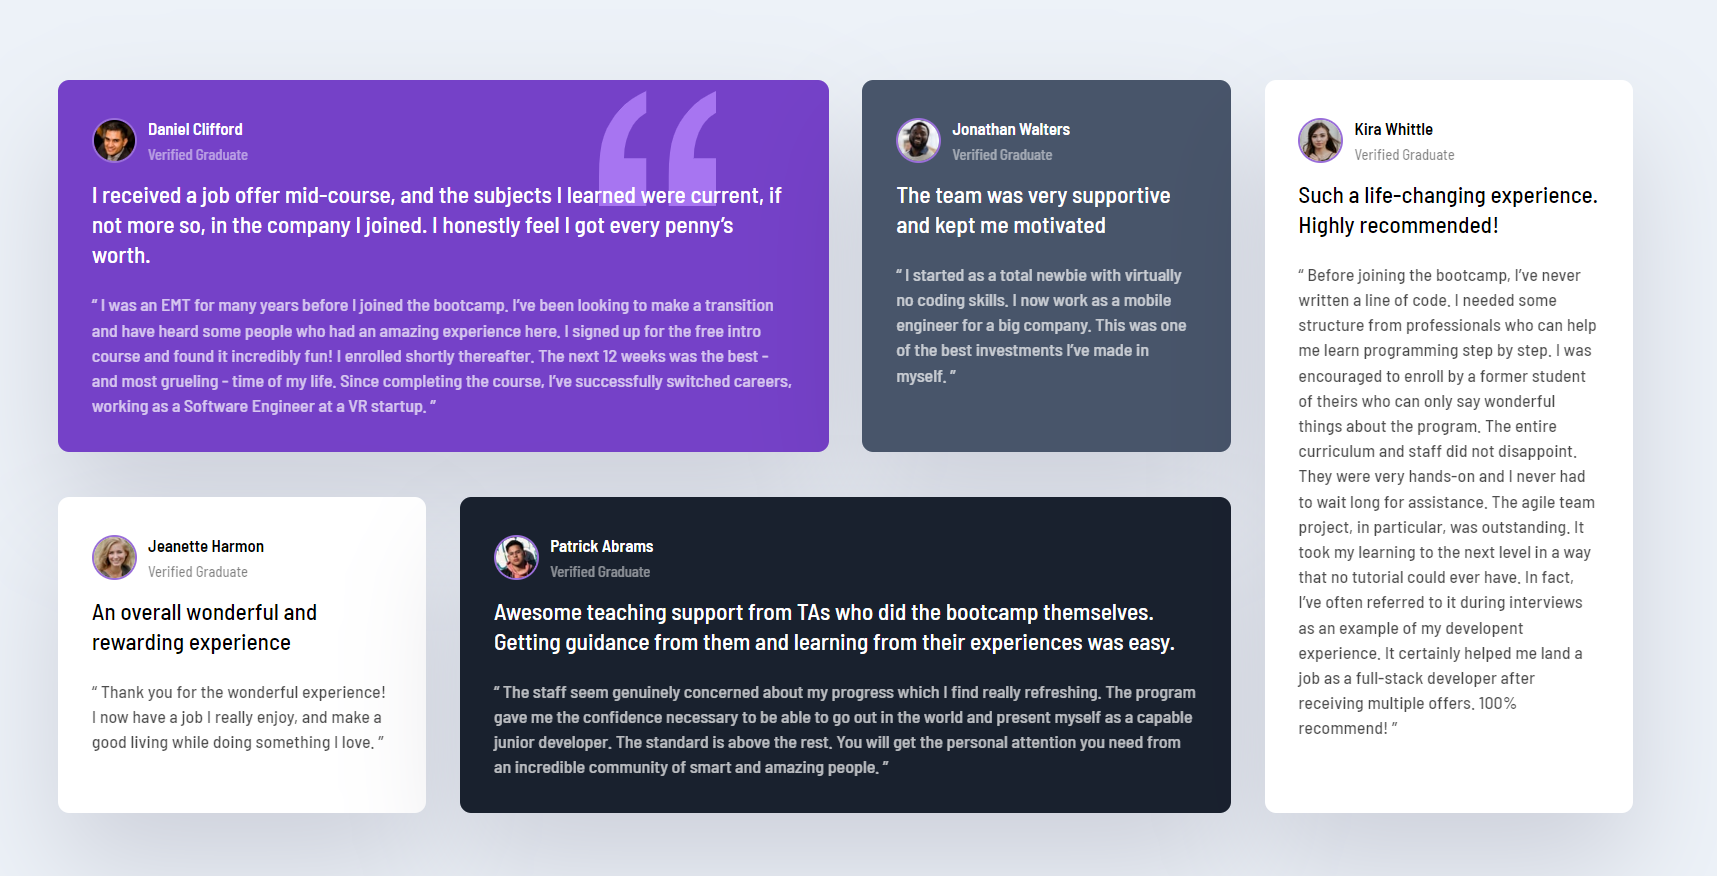 “
Daniel Clifford
Verified Graduate
I received a job offer mid-course, and the subjects I learned were current, if
not more so, in the company I joined. I honestly feel I got every penny’s
worth.
“ I was an EMT for many years before I joined the bootcamp. I’ve been looking to make a transition
and have heard some people who had an amazing experience here. I signed up for the free intro
course and found it incredibly fun! I enrolled shortly thereafter. The next 12 weeks was the best -
and most grueling - time of my life. Since completing the course, I’ve successfully switched careers,
working as a Software Engineer at a VR startup. ”
Jonathan Walters
Verified Graduate
The team was very supportive
and kept me motivated
“ I started as a total newbie with virtually
no coding skills. I now work as a mobile
engineer for a big company. This was one
of the best investments I’ve made in
myself. ”
Kira Whittle
Verified Graduate
Such a life-changing experience.
Highly recommended!
“ Before joining the bootcamp, I’ve never
written a line of code. I needed some
structure from professionals who can help
me learn programming step by step. I was
encouraged to enroll by a former student
of theirs who can only say wonderful
things about the program. The entire
curriculum and staff did not disappoint.
They were very hands-on and I never had
to wait long for assistance. The agile team
project, in particular, was outstanding. It
took my learning to the next level in a way
that no tutorial could ever have. In fact,
I’ve often referred to it during interviews
as an example of my developent
experience. It certainly helped me land a
job as a full-stack developer after
receiving multiple offers. 100%
recommend! ”
Jeanette Harmon
Verified Graduate
An overall wonderful and
rewarding experience
“ Thank you for the wonderful experience!
I now have a job I really enjoy, and make a
good living while doing something I love. ”
Patrick Abrams
Verified Graduate
Awesome teaching support from TAs who did the bootcamp themselves.
Getting guidance from them and learning from their experiences was easy.
“ The staff seem genuinely concerned about my progress which I find really refreshing. The program
gave me the confidence necessary to be able to go out in the world and present myself as a capable
junior developer. The standard is above the rest. You will get the personal attention you need from
an incredible community of smart and amazing people. ”